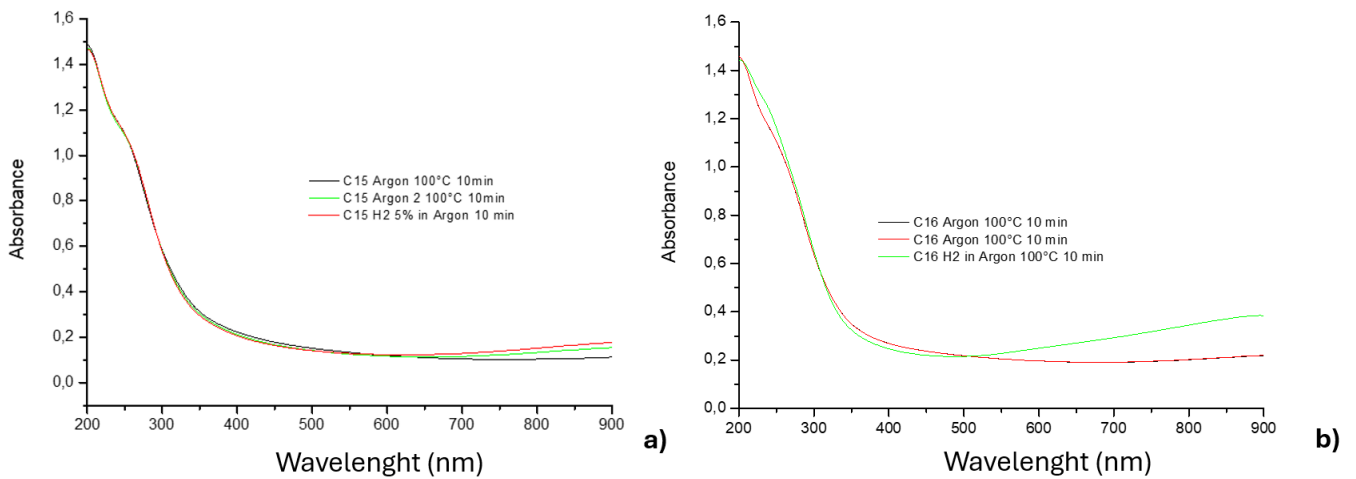 1,6
1,4
1,2
1,0
0,8
0,6
0,4
0,2
0,0
Absorbance
C15 Argon 100°C 10min
C15 Argon 2 100°C 10min
C15 H2 5% in Argon 10 min
200 300 400 500 600 700 800 900
Wavelenght (nm)
a)
1,6
1,4
1,2
1,0
0,8
0,6
0,4
0,2
0,0
Absorbance
C16 Argon 100°C 10 min
C16 Argon 100°C 10 min
C16 H2 in Argon 100°C 10 min
200 300 400 500 600 700 800 900
Wavelenght (nm)
b)